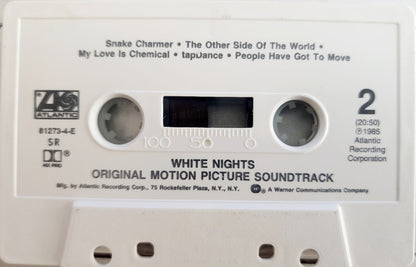 Snake Charmer • The Other Side Of The World •
My Love Is Chemical • tapDance • People Have Got To Move
ATLANTIC
81273-4-E
SR
HX-PRO
2
(20:50)
℗1985
Atlantic
Recording
Corporation
100 50 0
WHITE NIGHTS
ORIGINAL MOTION PICTURE SOUNDTRACK
Mfg. by Atlantic Recording Corp., 75 Rockefeller Plaza, N.Y., N.Y. ® A Warner Communications Company